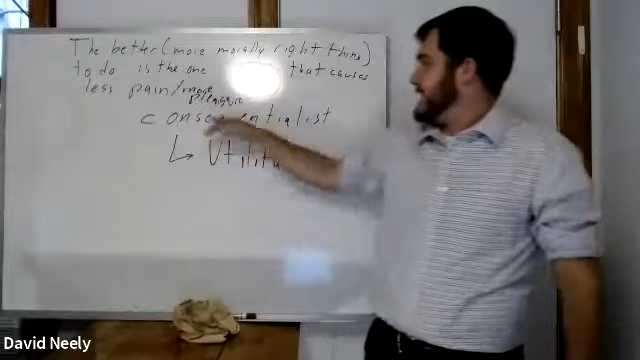 The better (more morally right thing)
to do is the one that causes
less pain/more
pleasure
consequentialist
↳ Utilita
David Neely